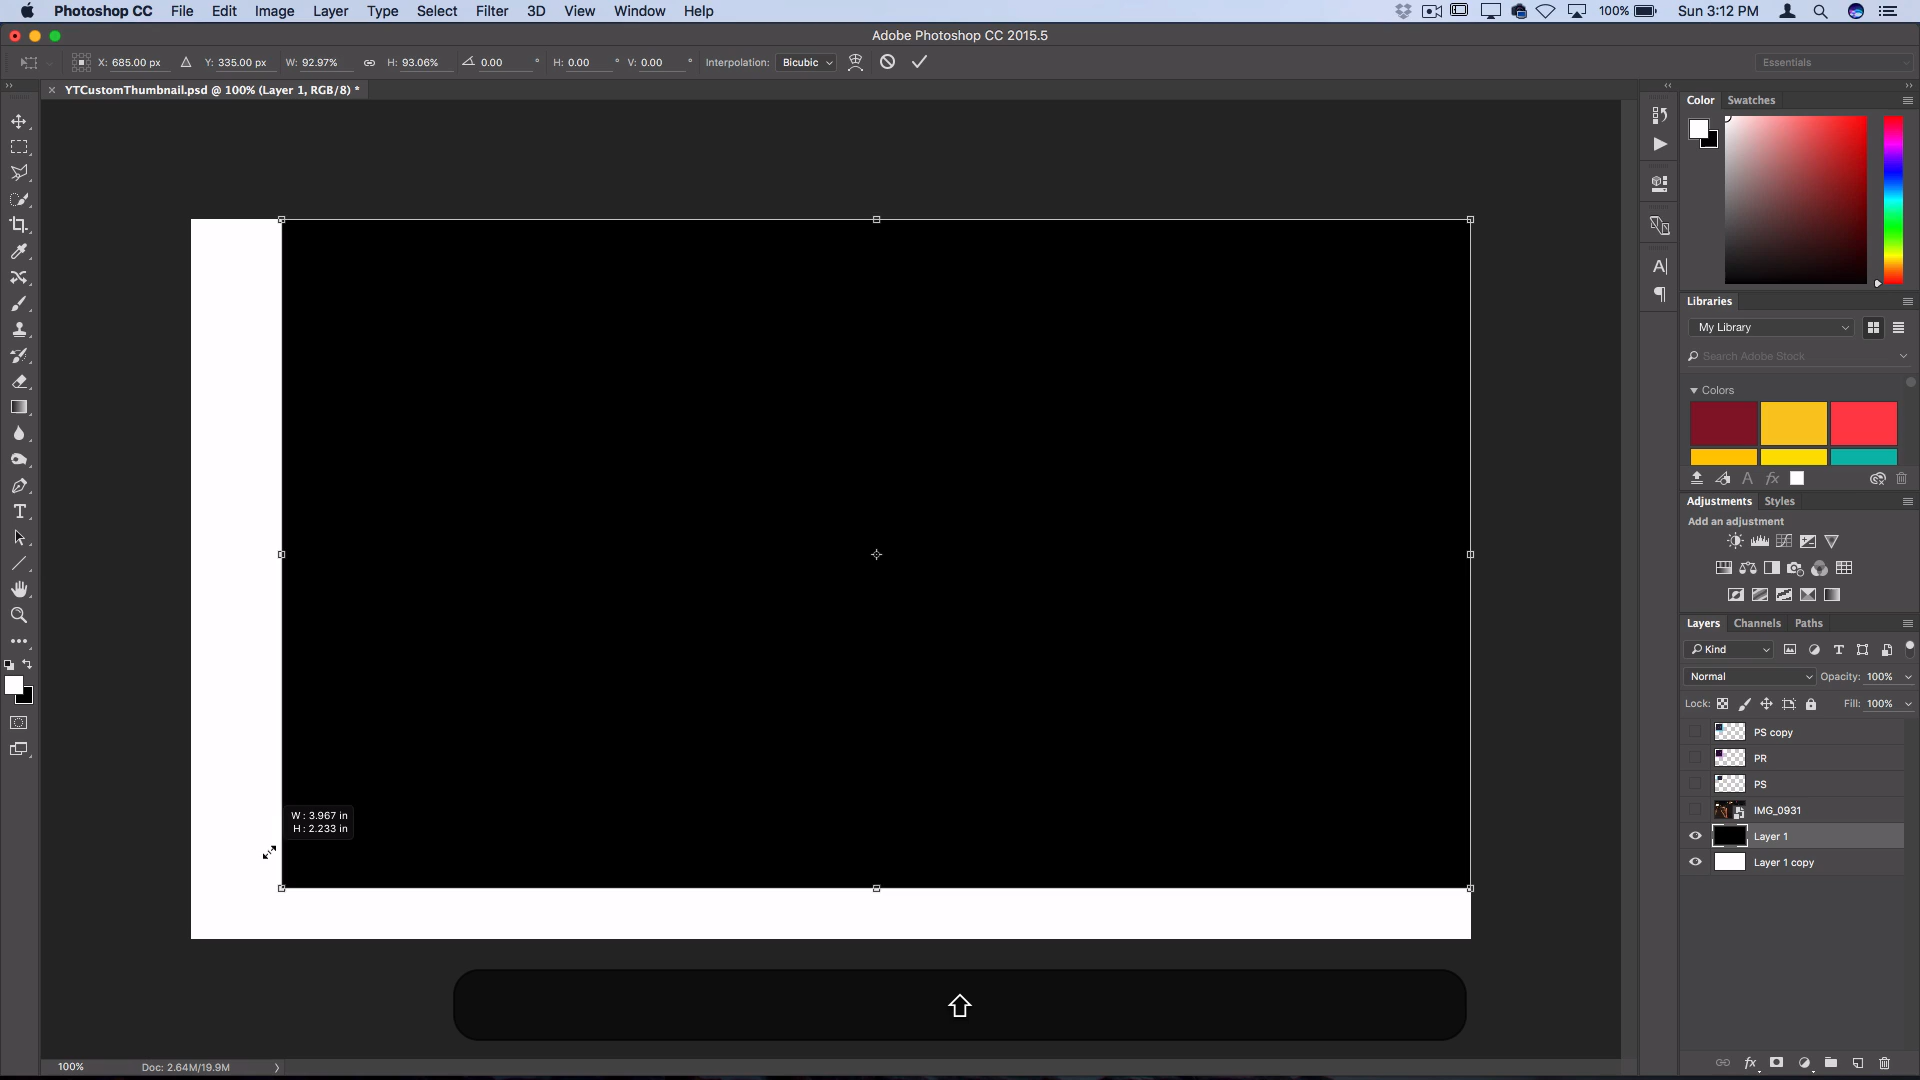 Photoshop CC File Edit Image Layer Type Select Filter 3D View Window Help 100% Sun 3:12 PM
Adobe Photoshop CC 2015.5
X: 685.00 px Y: 335.00 px W: 92.97% H: 93.06% 0.00 ° H: 0.00 ° V: 0.00 ° Interpolation: Bicubic Essentials
YTCustomThumbnail.psd @ 100% (Layer 1, RGB/8) *
Color Swatches
Libraries
My Library
Search Adobe Stock
Colors
Adjustments Styles
Add an adjustment
Layers Channels Paths
Kind
Normal Opacity: 100%
Lock: Fill: 100%
PS copy
PR
PS
IMG_0931
Layer 1
Layer 1 copy
W : 3.967 in
H : 2.233 in
100% Doc: 2.64M/19.9M